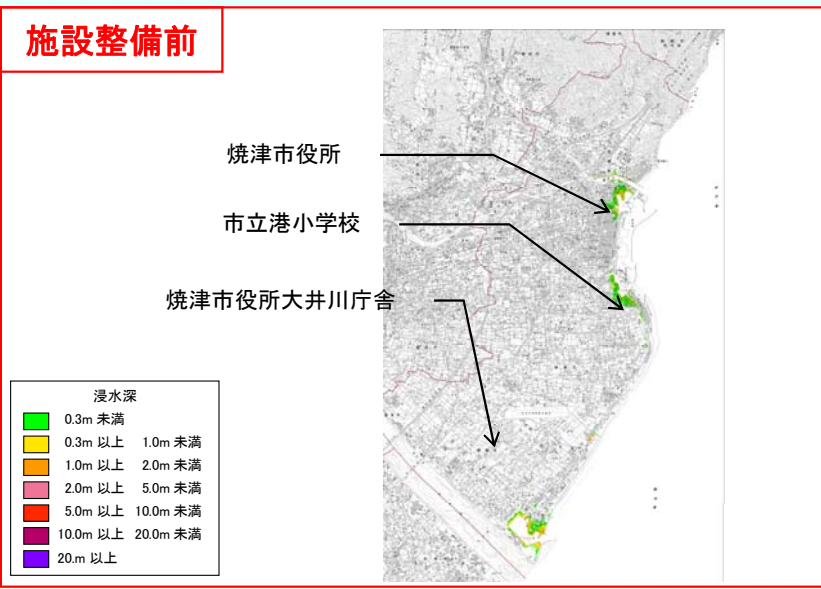 施設整備前
焼津市役所
市立港小学校
焼津市役所大井川庁舎
浸水深
0.3m 未満
0.3m 以上 1.0m 未満
1.0m 以上 2.0m 未満
2.0m 以上 5.0m 未満
5.0m 以上 10.0m 未満
10.0m 以上 20.0m 未満
20.m 以上